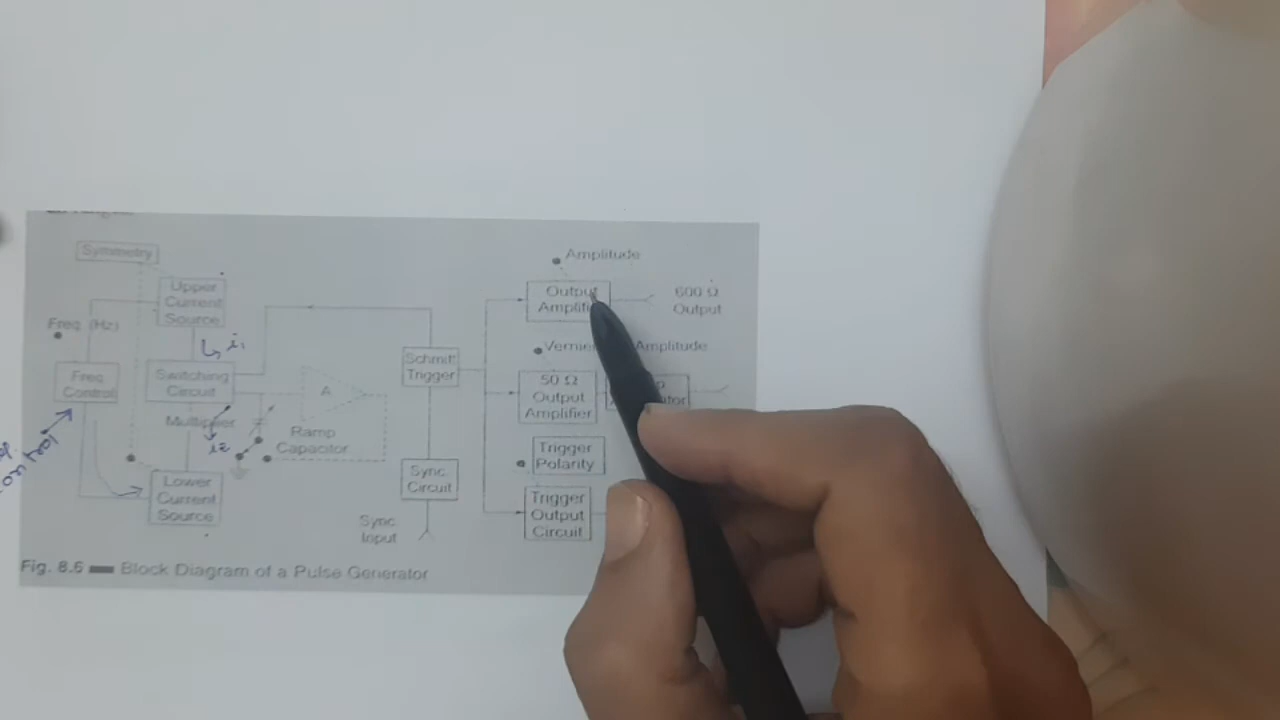 Symmetry
Upper
Current
Source
Freq. (Hz)
i1
Freq.
Control
Switching
Circuit
Multiplier
i2
Lower
Current
Source
A
Ramp
Capacitor
Schmitt
Trigger
Sync.
Circuit
Sync
Input
Amplitude
Output
600 Ω
Output
Amplitude
50 Ω
Output
Amplifier
Trigger
Polarity
Trigger
Output
Circuit
Fig. 8.6 Block Diagram of a Pulse Generator